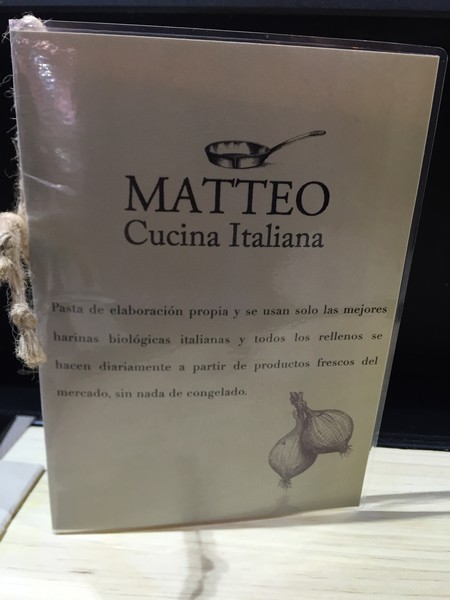 MATTEO
Cucina Italiana
Pasta de elaboración propia y se usan solo las mejores
harinas biológicas italianas y todos los rellenos se
hacen diariamente a partir de productos frescos del
mercado, sin nada de congelado.